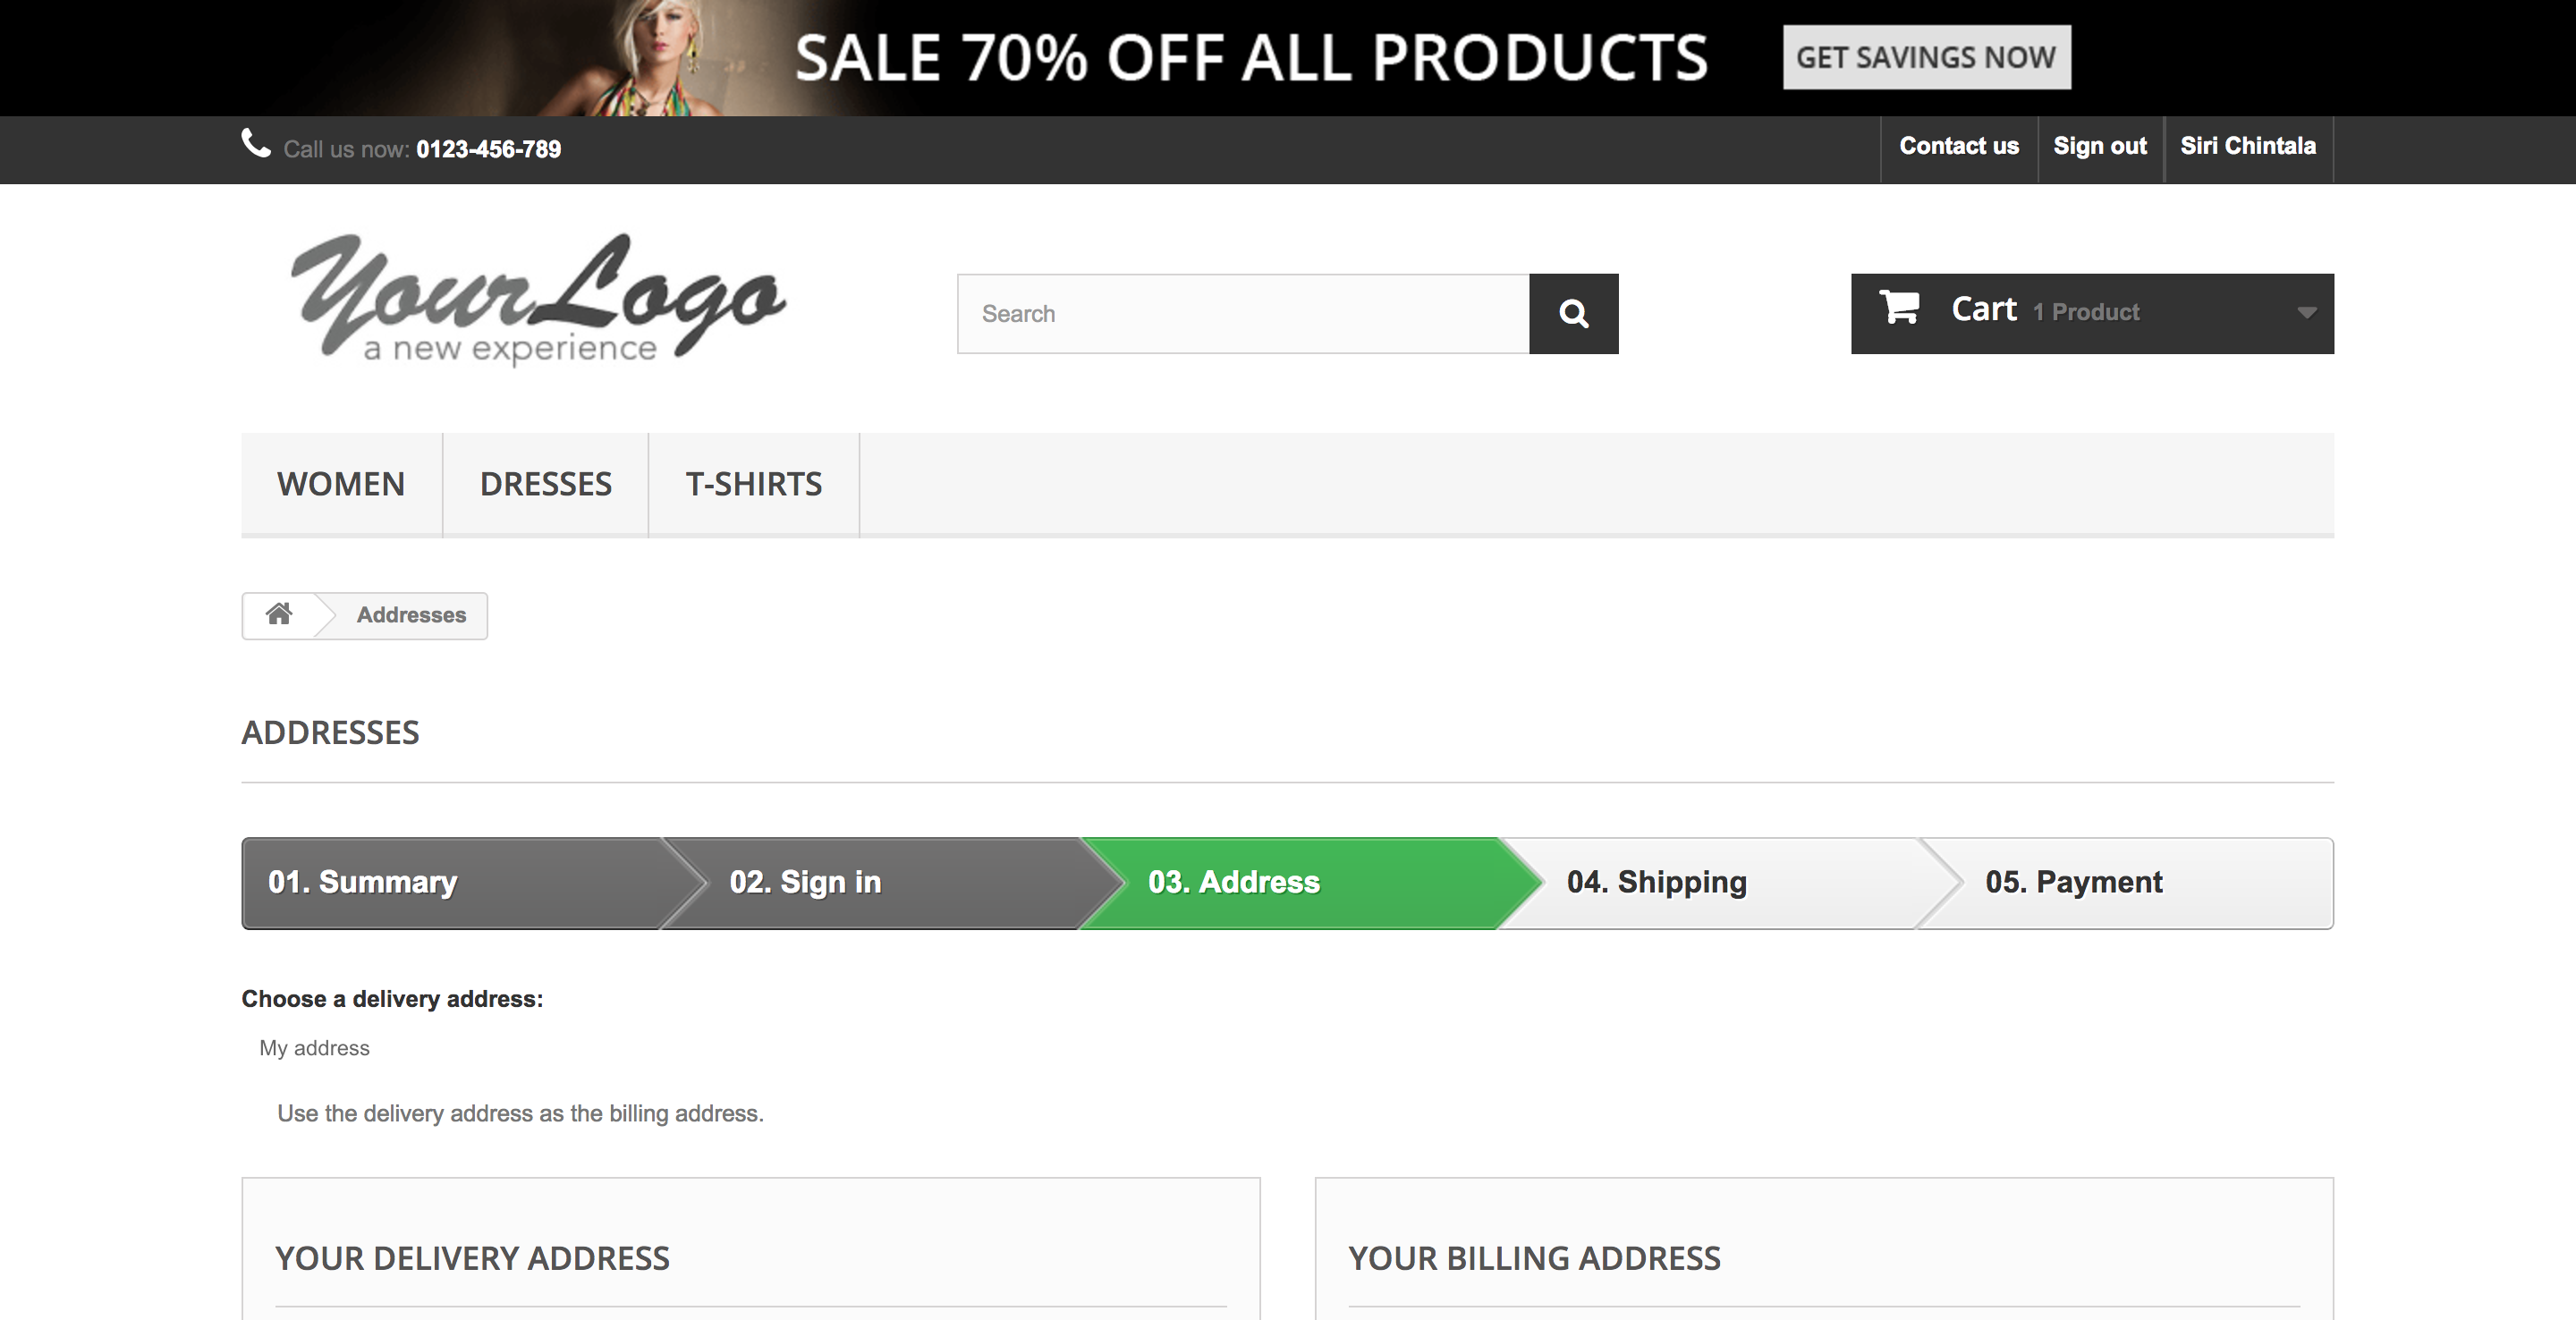 SALE 70% OFF ALL PRODUCTS GET SAVINGS NOW
Call us now: 0123-456-789 Contact us Sign out Siri Chintala
YourLogo
a new experience
Search
Cart 1 Product
WOMEN DRESSES T-SHIRTS
Addresses
ADDRESSES
01. Summary 02. Sign in 03. Address 04. Shipping 05. Payment
Choose a delivery address:
My address
Use the delivery address as the billing address.
YOUR DELIVERY ADDRESS YOUR BILLING ADDRESS